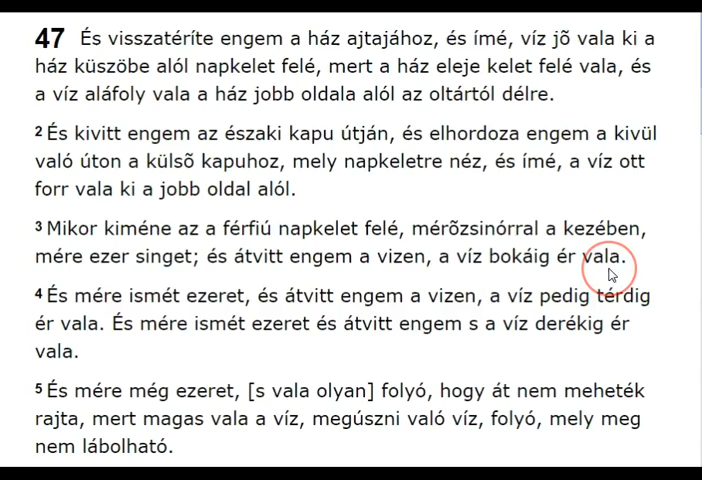 47 És visszatéríte engem a ház ajtajához, és ímé, víz jõ vala ki a
ház küszöbe alól napkelet felé, mert a ház eleje kelet felé vala, és
a víz aláfoly vala a ház jobb oldala alól az oltártól délre.
2 És kivitt engem az északi kapu útján, és elhordoza engem a kivül
való úton a külsõ kapuhoz, mely napkeletre néz, és ímé, a víz ott
forr vala ki a jobb oldal alól.
3 Mikor kiméne az a férfiú napkelet felé, mérõzsinórral a kezében,
mére ezer singet; és átvitt engem a vizen, a víz bokáig ér vala.
4 És mére ismét ezeret, és átvitt engem a vizen, a víz pedig térdig
ér vala. És mére ismét ezeret és átvitt engem s a víz derékig ér
vala.
5 És mére még ezeret, [s vala olyan] folyó, hogy át nem meheték
rajta, mert magas vala a víz, megúszni való víz, folyó, mely meg
nem lábolható.